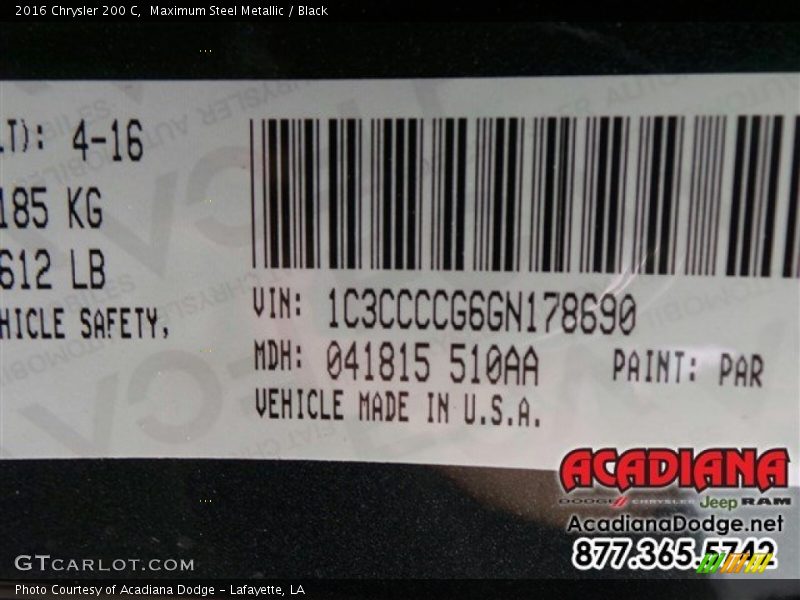 2016 Chrysler 200 C, Maximum Steel Metallic / Black
LT): 4-16
185 KG
612 LB
HICLE SAFETY,
VIN: 1C3CCCCG6GN178690
MDH: 041815 510AA PAINT: PAR
VEHICLE MADE IN U.S.A.
ACADIANA
DODGE CHRYSLER Jeep RAM
AcadianaDodge.net
877.365.5742
GTCARLOT.COM
Photo Courtesy of Acadiana Dodge - Lafayette, LA